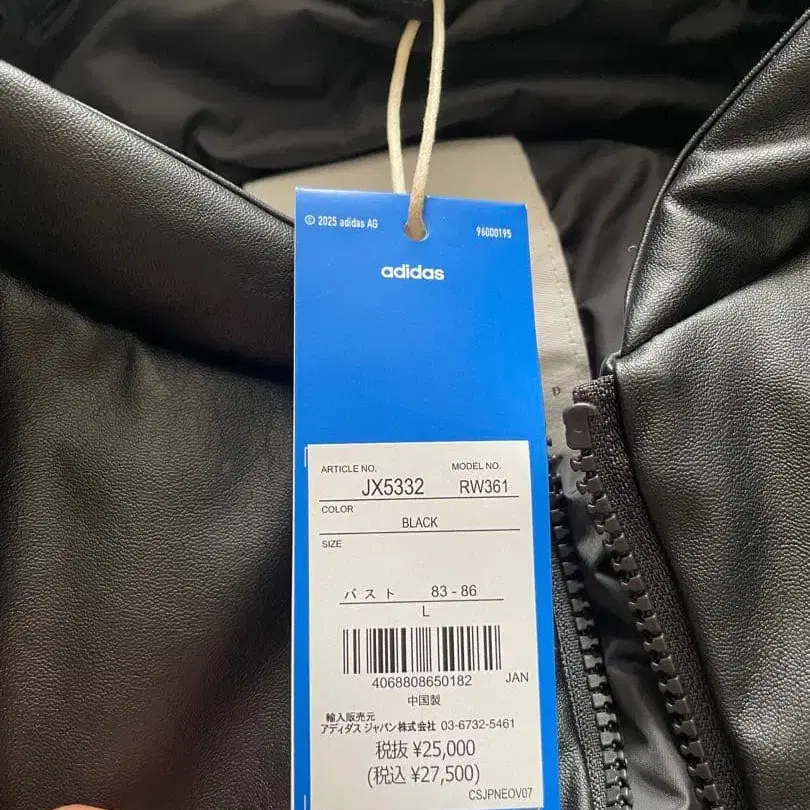 © 2025 adidas AG 96000195
adidas
ARTICLE NO. MODEL NO.
JX5332 RW361
COLOR
BLACK
SIZE
バスト 83 - 86
L
4068808650182 JAN
中国製
輸入販売元
アディダス ジャパン株式会社 03-6732-5461
税抜 ¥25,000
(税込 ¥27,500)
CSJPNEOV07